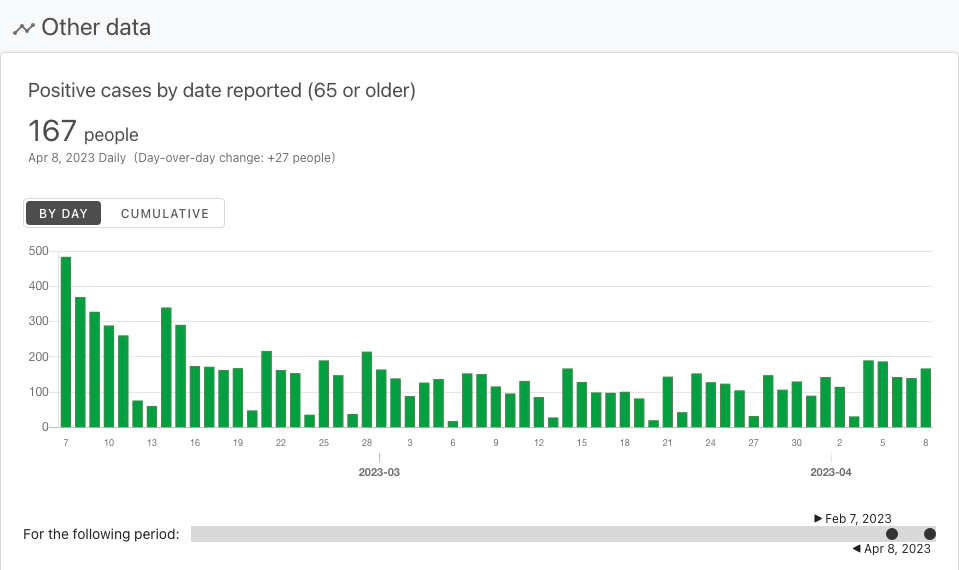 Other data
Positive cases by date reported (65 or older)
167 people
Apr 8, 2023 Daily (Day-over-day change: +27 people)
BY DAY CUMULATIVE
500
400
300
200
100
0
7 10 13 16 19 22 25 28 3 6 9 12 15 18 21 24 27 30 2 5 8
2023-03 2023-04
▶ Feb 7, 2023
For the following period:
◀ Apr 8, 2023